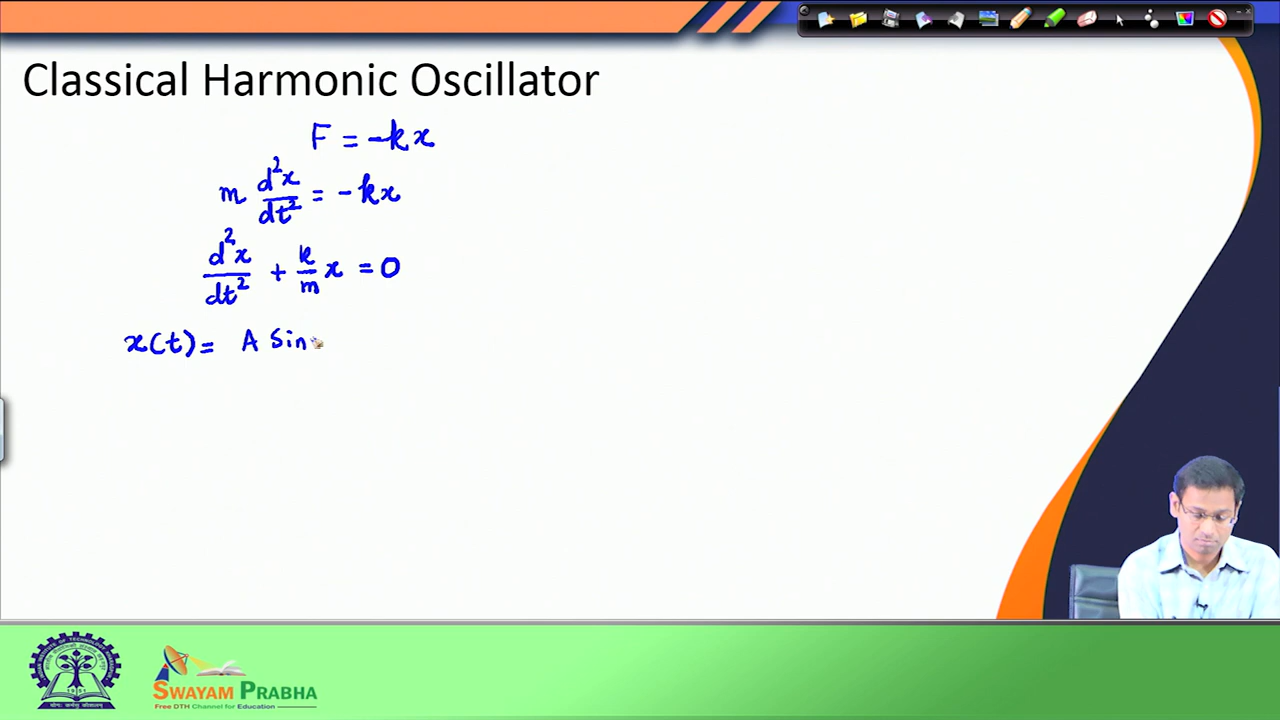 Classical Harmonic Oscillator
F = -kx
m d²x/dt² = -kx
d²x/dt² + k/m x = 0
x(t) = A Sin
SWAYAM PRABHA
Free DTH Channel for Education